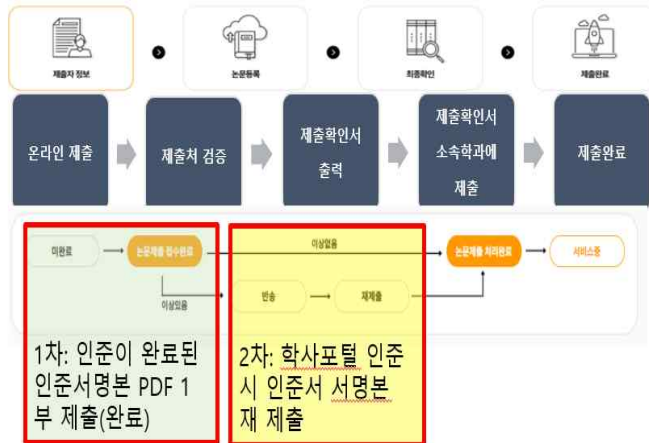 제출자 정보
논문등록
최종확인
제출완료
온라인 제출
제출처 검증
제출확인서
출력
제출확인서
소속학과에
제출
제출완료
미완료
논문제출 접수완료
이상없음
논문제출 처리완료
서비스중
이상있음
반송
재제출
1차: 인준이 완료된
인준서명본 PDF 1
부 제출(완료)
2차: 학사포털 인준
시 인준서 서명본
재 제출